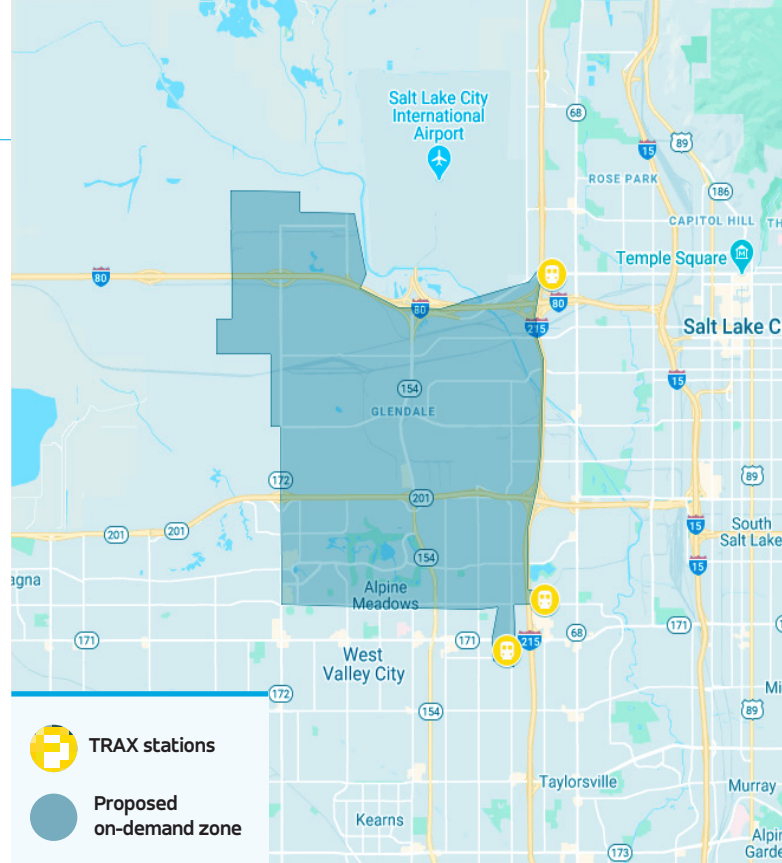 Salt Lake City
International
Airport
68
15
89
ROSE PARK
186
CAPITOL HILL
TH
Temple Square
80
80
80
215
Salt Lake C
15
154
GLENDALE
172
201
89
201
201
15
South
Salt Lake
154
15
agna
Alpine
Meadows
171
171
215
68
171
West
Valley City
172
154
Mi
89
TRAX stations
Taylorsville
Murray
Proposed
on-demand zone
Kearns
Alpin
Garde
173